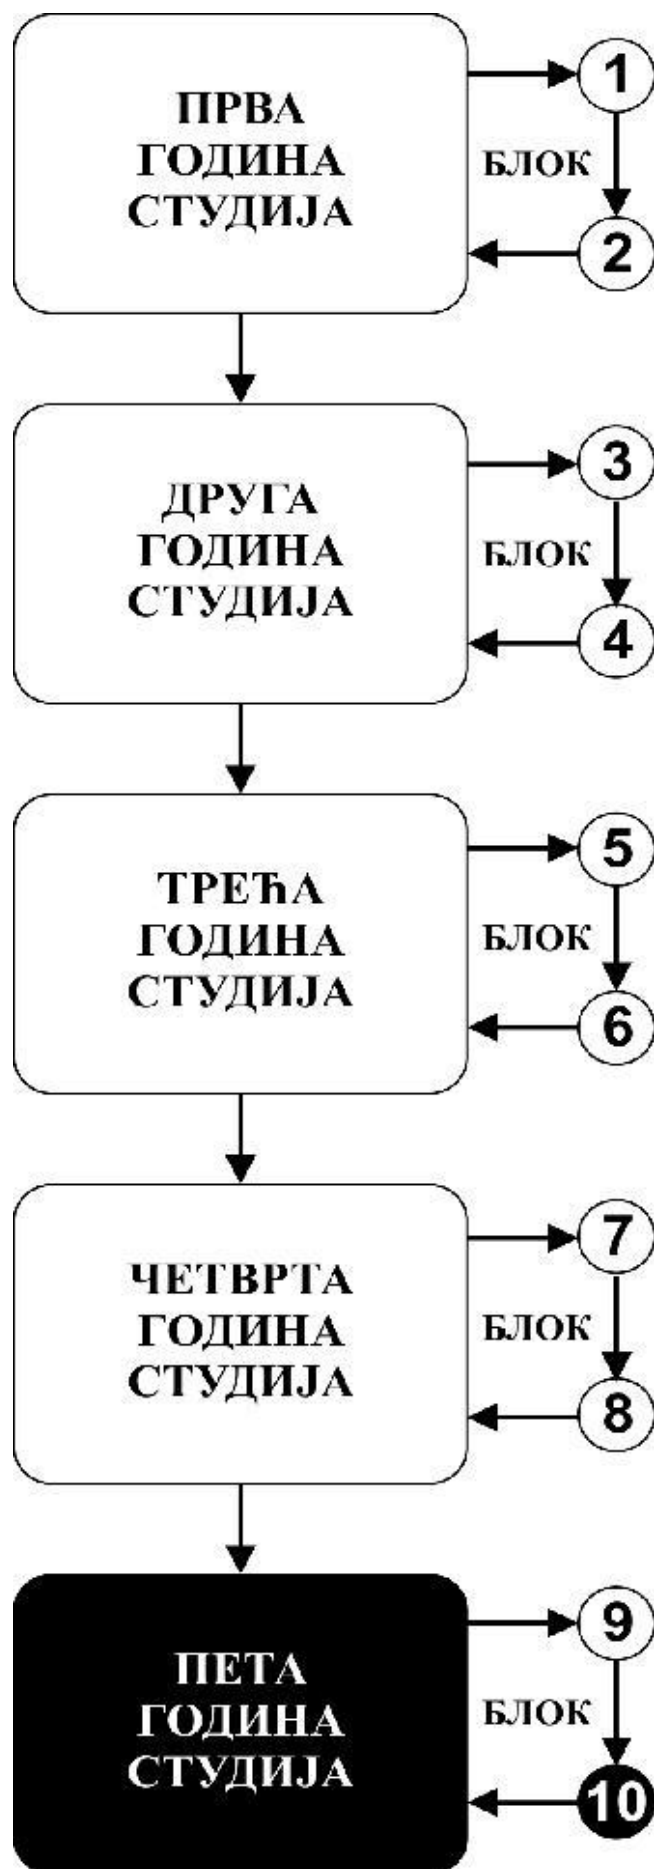 ПРВА
ГОДИНА
СТУДИЈА
1
БЛОК
2
ДРУГА
ГОДИНА
СТУДИЈА
3
БЛОК
4
ТРЕЋА
ГОДИНА
СТУДИЈА
5
БЛОК
6
ЧЕТВРТА
ГОДИНА
СТУДИЈА
7
БЛОК
8
ПЕТА
ГОДИНА
СТУДИЈА
9
БЛОК
10